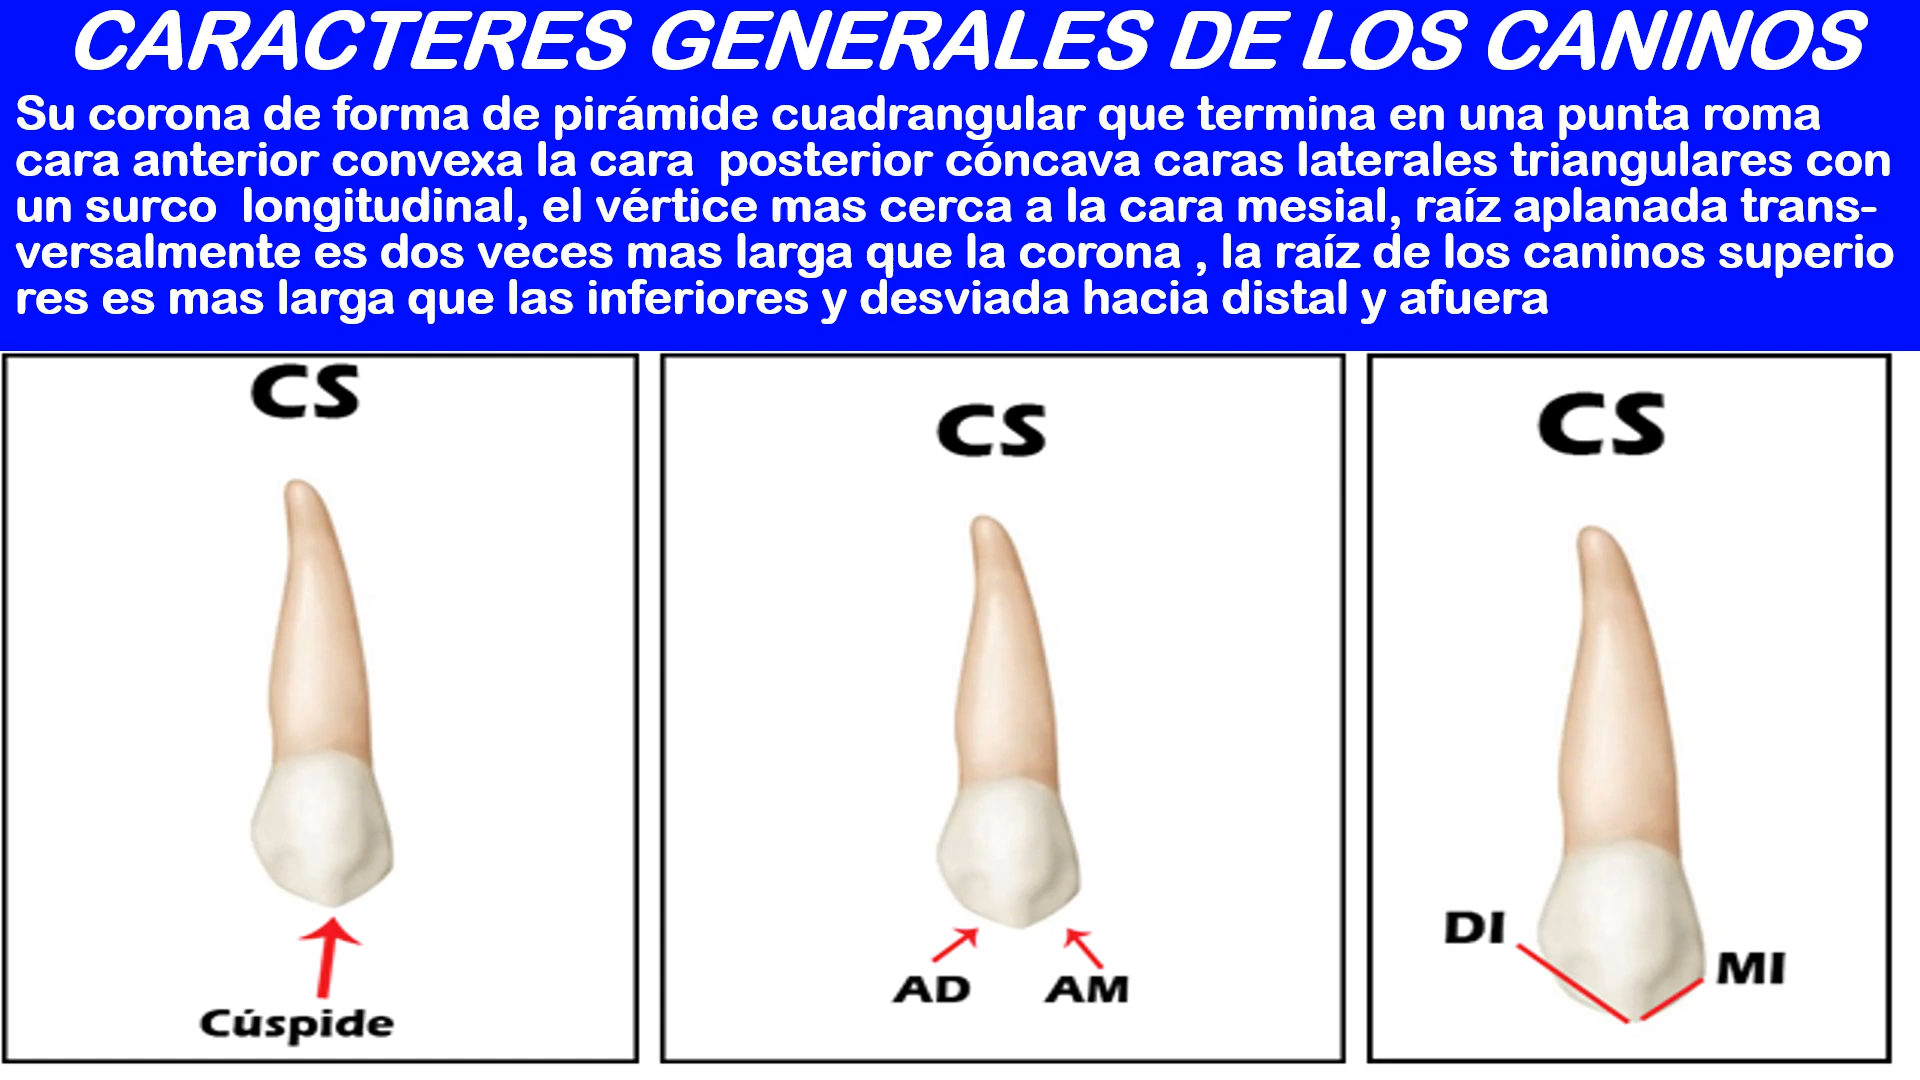 CARACTERES GENERALES DE LOS CANINOS
Su corona de forma de pirámide cuadrangular que termina en una punta roma
cara anterior convexa la cara  posterior cóncava caras laterales triangulares con
un surco  longitudinal, el vértice mas cerca a la cara mesial, raíz aplanada trans-
versalmente es dos veces mas larga que la corona , la raíz de los caninos superio
res es mas larga que las inferiores y desviada hacia distal y afuera
CS
Cúspide
CS
AD
AM
CS
DI
MI